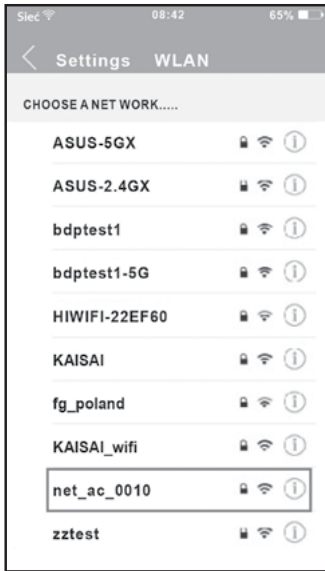 Sieć 08:42 65%
Settings WLAN
CHOOSE A NET WORK.....
ASUS-5GX
ASUS-2.4GX
bdptest1
bdptest1-5G
HIWIFI-22EF60
KAISAI
fg_poland
KAISAI_wifi
net_ac_0010
zztest